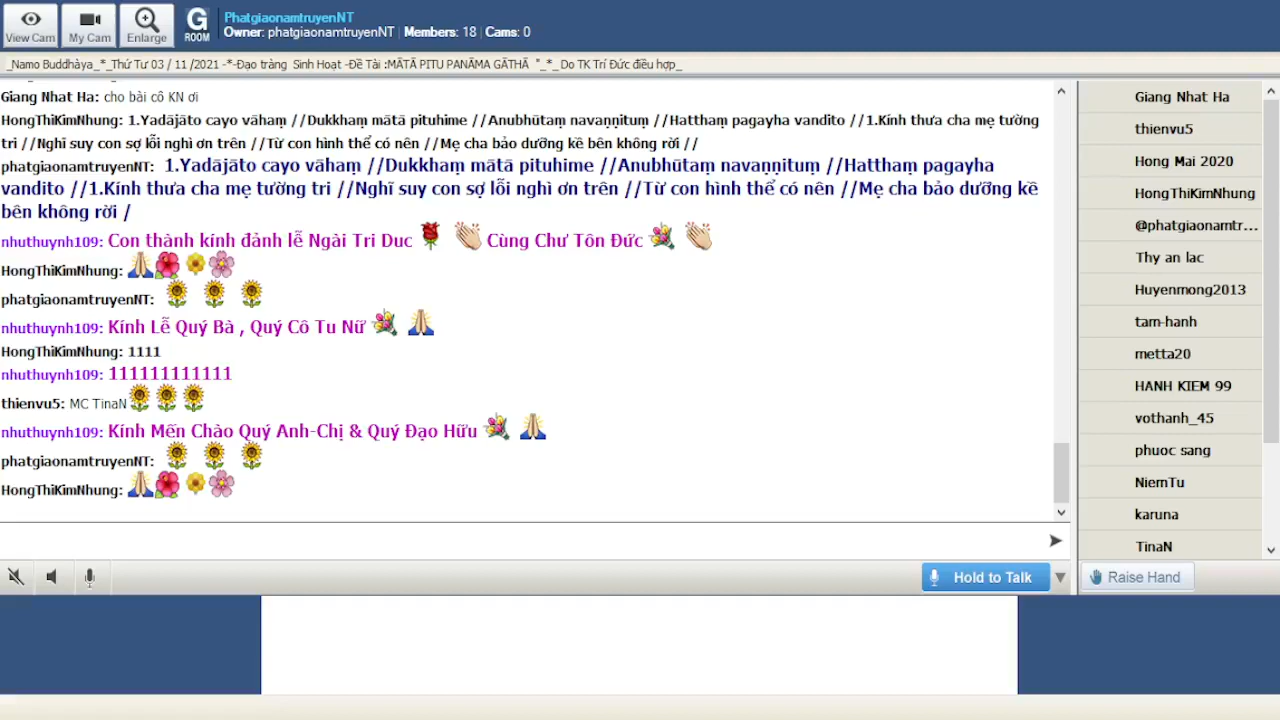 View Cam
My Cam
Enlarge
G
ROOM
PhatgiaonamtruyenNT
Owner: phatgiaonamtruyenNT | Members: 18 | Cams: 0
_Namo Buddhàya_*_Thứ Tư 03 / 11 /2021 -*-Đạo tràng Sinh Hoạt -Đề Tài :MĀTĀ PITU PANĀMA GĀTHĀ "_*_ Do TK Trí Đức điều hợp_
Giang Nhat Ha: cho bài cô KN ơi
HongThiKimNhung: 1.Yadājāto cayo vāhaṃ //Dukkhaṃ mātā pituhime //Anubhūtaṃ navaṇṇituṃ //Hatthaṃ pagayha vandito //1.Kính thưa cha mẹ tường
tri //Nghĩ suy con sợ lỗi nghì ơn trên //Từ con hình thể có nên //Mẹ cha bảo dưỡng kề bên không rời //
phatgiaonamtruyenNT: 1.Yadājāto cayo vāhaṃ //Dukkhaṃ mātā pituhime //Anubhūtaṃ navaṇṇituṃ //Hatthaṃ pagayha
vandito //1.Kính thưa cha mẹ tường tri //Nghĩ suy con sợ lỗi nghì ơn trên //Từ con hình thể có nên //Mẹ cha bảo dưỡng kề
bên không rời /
nhuthuynh109: Con thành kính đảnh lễ Ngài Tri Duc 🌹 👏 Cùng Chư Tôn Đức 💐 👏
HongThiKimNhung: 🙏🌺🌼🌸
phatgiaonamtruyenNT: 🌻 🌻 🌻
nhuthuynh109: Kính Lễ Quý Bà , Quý Cô Tu Nữ 💐 🙏
HongThiKimNhung: 1111
nhuthuynh109: 111111111111
thienvu5: MC TinaN🌻🌻🌻
nhuthuynh109: Kính Mến Chào Quý Anh-Chị & Quý Đạo Hữu 💐 🙏
phatgiaonamtruyenNT: 🌻 🌻 🌻
HongThiKimNhung: 🙏🌺🌼🌸
Giang Nhat Ha
thienvu5
Hong Mai 2020
HongThiKimNhung
@phatgiaonamtr...
Thy an lac
Huyenmong2013
tam-hanh
metta20
HANH KIEM 99
vothanh_45
phuoc sang
NiemTu
karuna
TinaN
Hold to Talk
Raise Hand